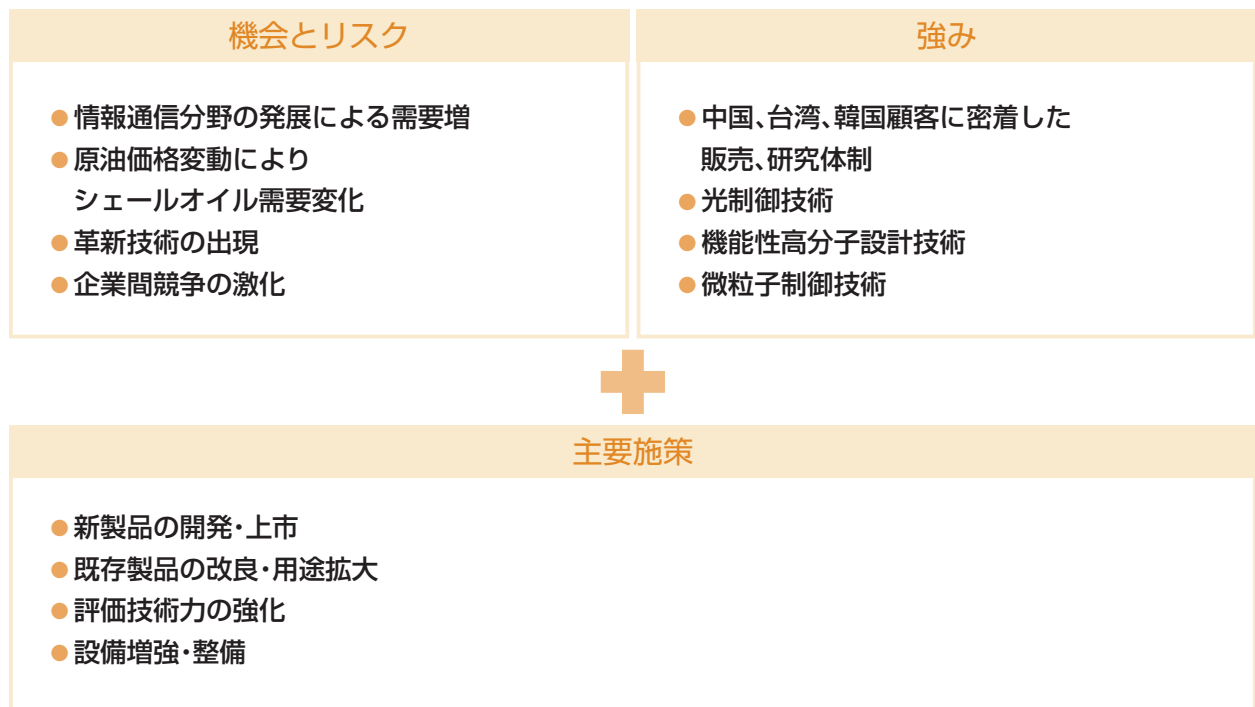 機会とリスク
●情報通信分野の発展による需要増
●原油価格変動により
シェールオイル需要変化
●革新技術の出現
●企業間競争の激化
強み
●中国、台湾、韓国顧客に密着した
販売、研究体制
●光制御技術
●機能性高分子設計技術
●微粒子制御技術
主要施策
●新製品の開発・上市
●既存製品の改良・用途拡大
●評価技術力の強化
●設備増強・整備